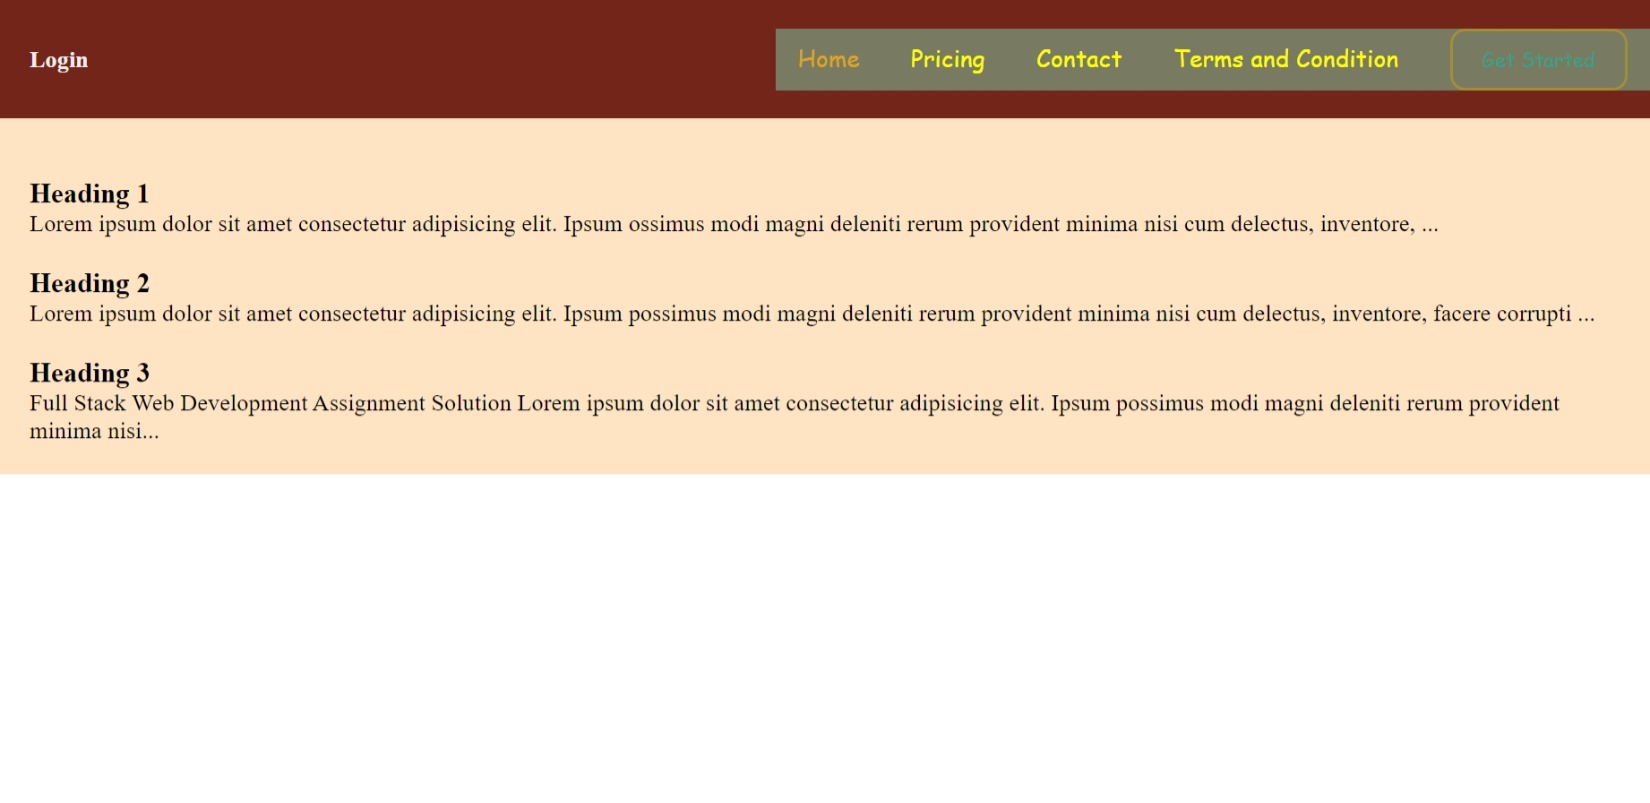 Login Home Pricing Contact Terms and Condition Get Started
Heading 1
Lorem ipsum dolor sit amet consectetur adipisicing elit. Ipsum ossimus modi magni deleniti rerum provident minima nisi cum delectus, inventore, ...
Heading 2
Lorem ipsum dolor sit amet consectetur adipisicing elit. Ipsum possimus modi magni deleniti rerum provident minima nisi cum delectus, inventore, facere corrupti ...
Heading 3
Full Stack Web Development Assignment Solution Lorem ipsum dolor sit amet consectetur adipisicing elit. Ipsum possimus modi magni deleniti rerum provident
minima nisi...